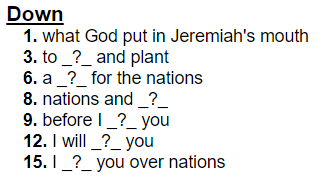 Down
1. what God put in Jeremiah's mouth
3. to _?_ and plant
6. a _?_ for the nations
8. nations and _?_
9. before I _?_ you
12. I will _?_ you
15. I _?_ you over nations